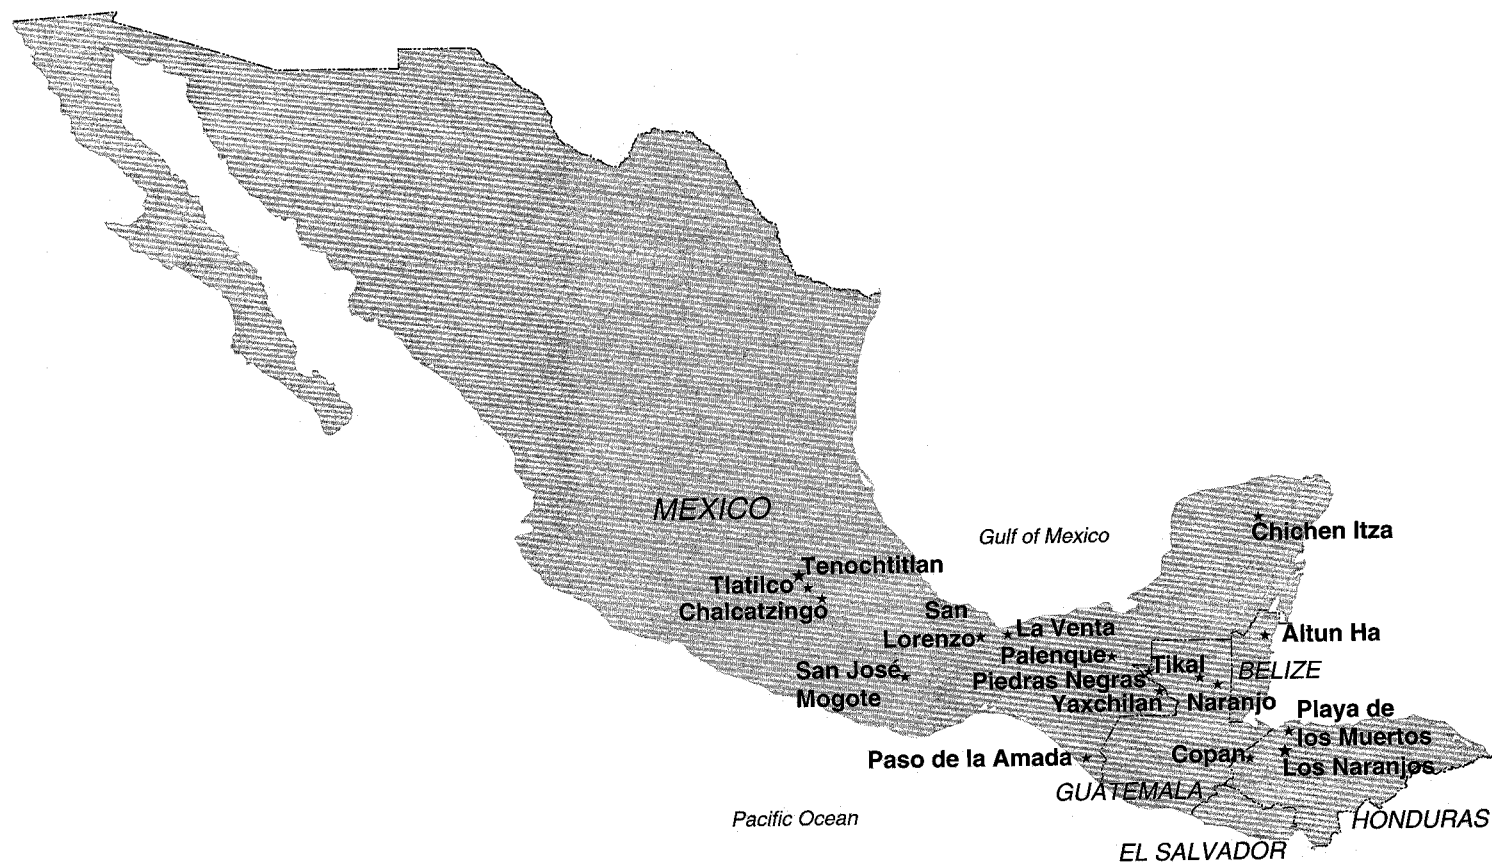 MEXICO
Gulf of Mexico
Chichen Itza
Tenochtitlan
Tlatilco
Chalcatzingo
San
Lorenzo
La Venta
Altun Ha
Palenque
Tikal
BELIZE
San José
Mogote
Piedras Negras
Yaxchilan
Naranjo
Playa de
los Muertos
Paso de la Amada
Copan
Los Naranjos
GUATEMALA
Pacific Ocean
HONDURAS
EL SALVADOR